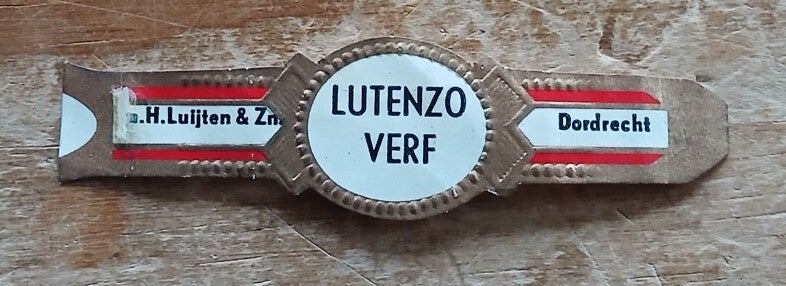 .H.Luijten & Zn.
LUTENZO
VERF
Dordrecht